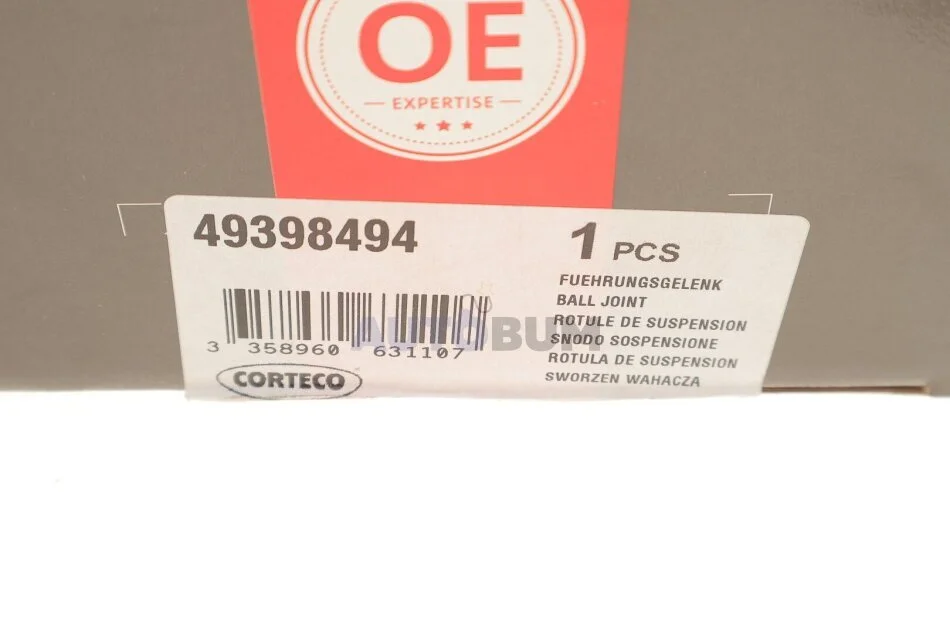 OE
EXPERTISE
49398494
1 PCS
FUEHRUNGSGELENK
BALL JOINT
ROTULE DE SUSPENSION
SNODO SOSPENSIONE
ROTULA DE SUSPENSION
SWORZEN WAHACZA
3 358960 631107
CORTECO
AUTOBUM